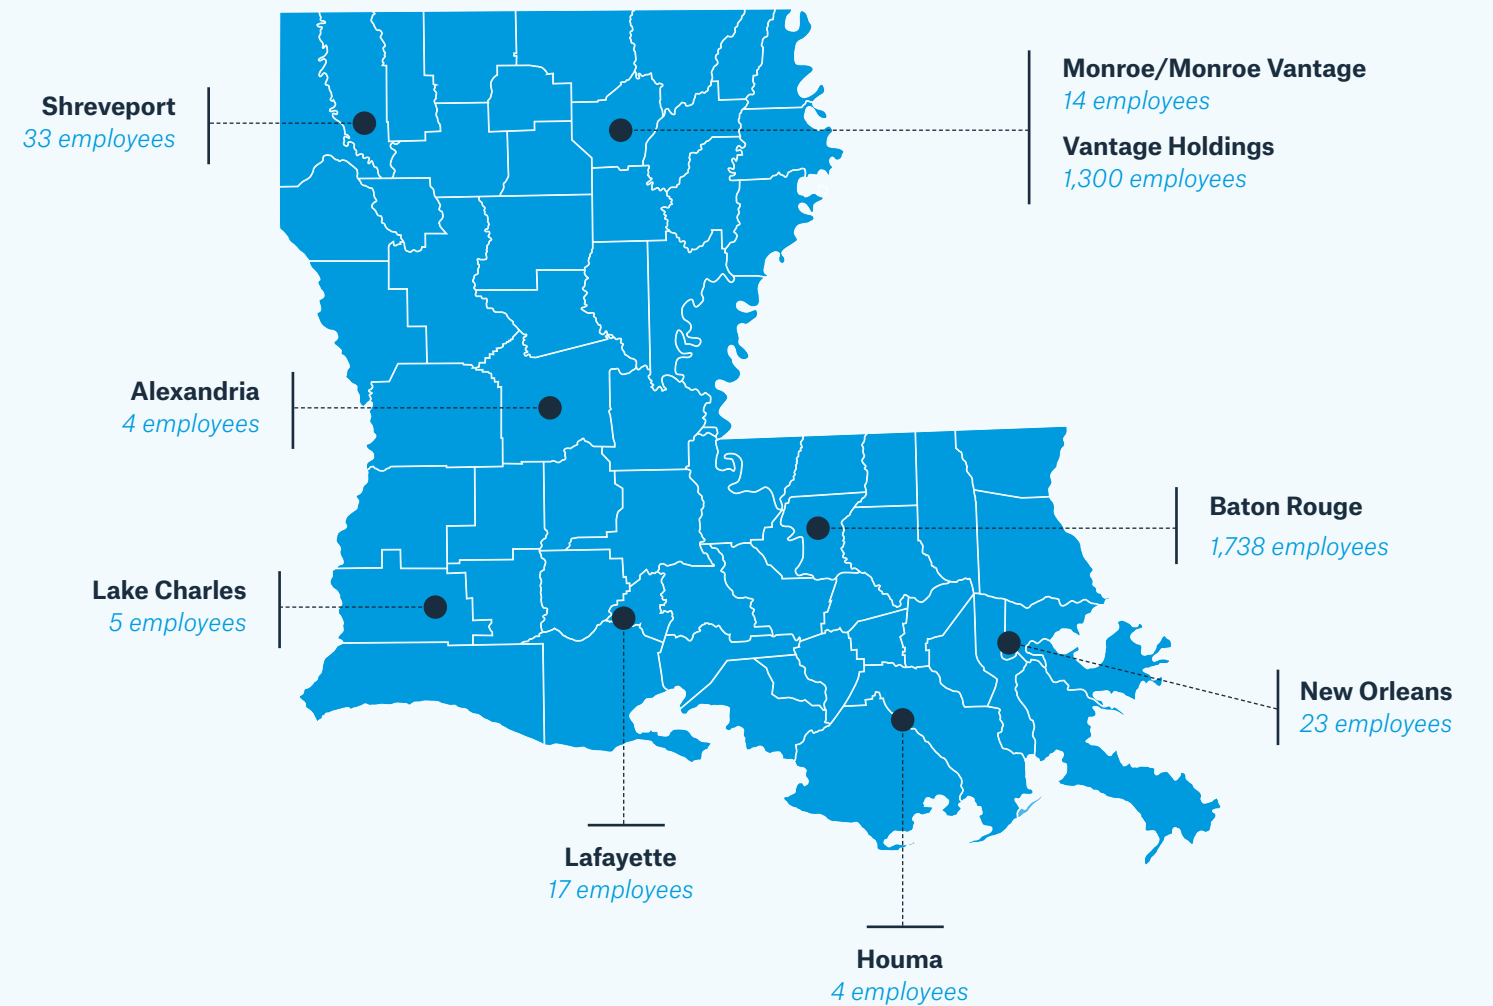 Shreveport
33 employees
Monroe/Monroe Vantage
14 employees
Vantage Holdings
1,300 employees
Alexandria
4 employees
Baton Rouge
1,738 employees
Lake Charles
5 employees
New Orleans
23 employees
Lafayette
17 employees
Houma
4 employees